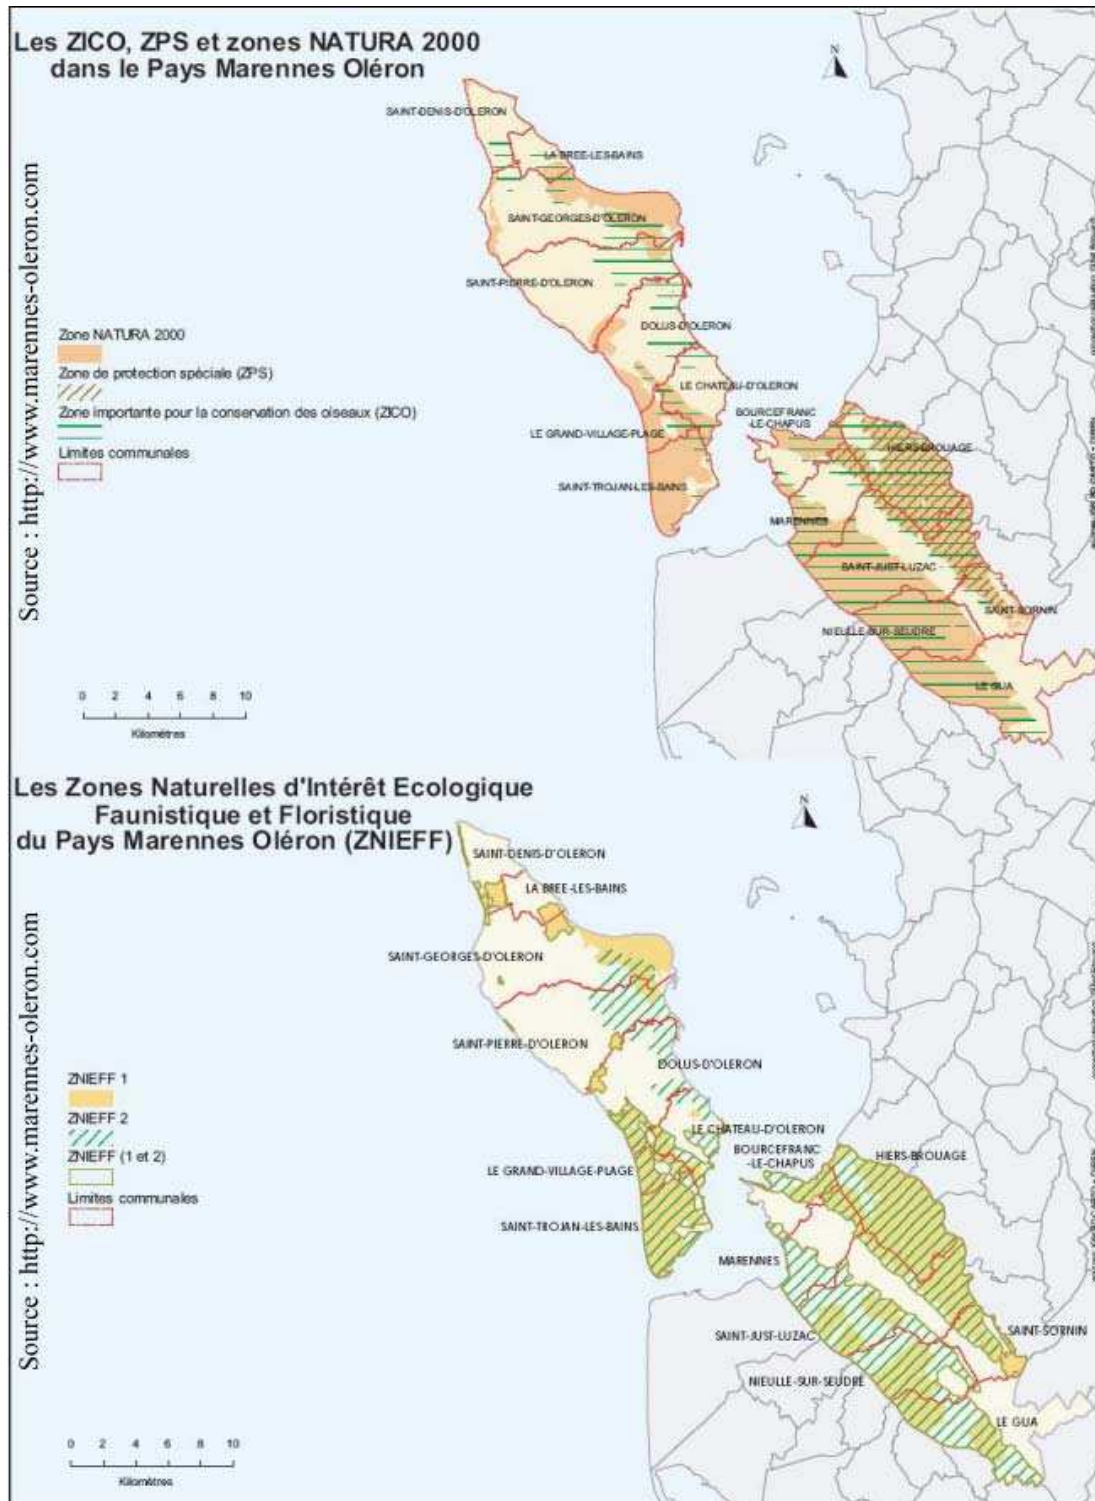 Les ZICO, ZPS et zones NATURA 2000
dans le Pays Marennes Oléron
N
SAINT-DENIS-D'OLERON
LA BREE-LES-BAINS
SAINT-GEORGES-D'OLERON
SAINT-PIERRE-D'OLERON
DOLUS-D'OLERON
LE CHATEAU-D'OLERON
BOURCEFRANC
-LE-CHAPUS
LE GRAND-VILLAGE-PLAGE
HIERS-BROUAGE
SAINT-TROJAN-LES-BAINS
MARENNES
SAINT-JUST-LUZAC
SAINT-SORNIN
NIEULLE-SUR-SEUDRE
LE GUA
Source : http://www.marennes-oleron.com
Zone NATURA 2000
Zone de protection spéciale (ZPS)
Zone importante pour la conservation des oiseaux (ZICO)
Limites communales
0 2 4 6 8 10
Kilomètres
Les Zones Naturelles d'Intérêt Ecologique
Faunistique et Floristique
du Pays Marennes Oléron (ZNIEFF)
N
SAINT-DENIS-D'OLERON
LA BREE-LES-BAINS
SAINT-GEORGES-D'OLERON
SAINT-PIERRE-D'OLERON
DOLUS-D'OLERON
LE CHATEAU-D'OLERON
BOURCEFRANC
-LE-CHAPUS
HIERS-BROUAGE
LE GRAND-VILLAGE-PLAGE
SAINT-TROJAN-LES-BAINS
MARENNES
SAINT-JUST-LUZAC
SAINT-SORNIN
NIEULLE-SUR-SEUDRE
LE GUA
Source : http://www.marennes-oleron.com
ZNIEFF 1
ZNIEFF 2
ZNIEFF (1 et 2)
Limites communales
0 2 4 6 8 10
Kilomètres